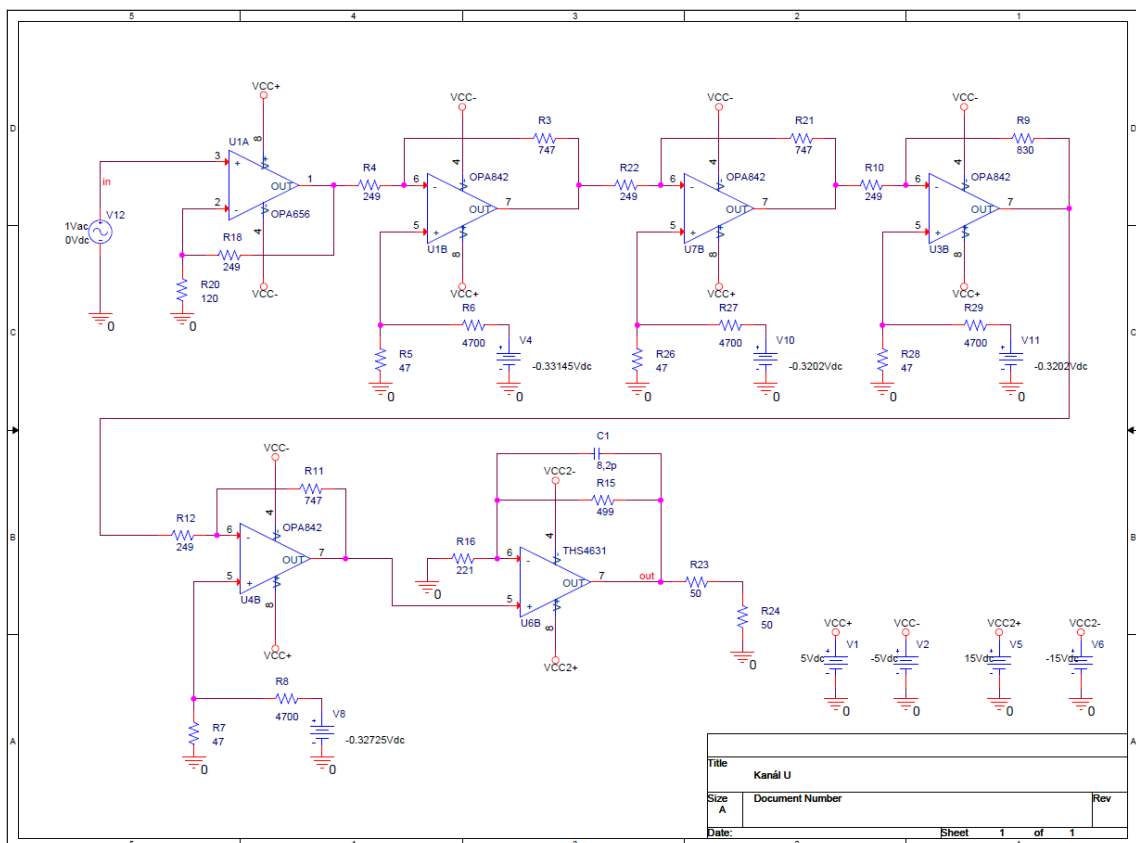 5 4 3 2 1
D
C
B
A
D
C
B
A
VCC+
U1A
8
V+
3
+
OUT
1
in
2
-
V-
OPA656
4
VCC-
V12
1Vac
0Vdc
0
R18
249
R20
120
0
R4
249
VCC-
R3
747
4
6
-
V-
OPA842
OUT
7
5
+
V+
U1B
8
VCC+
R6
4700
R5
47
0
V4
-0.33145Vdc
0
R22
249
VCC-
R21
747
4
6
-
V-
OPA842
OUT
7
5
+
V+
U7B
8
VCC+
R27
4700
R26
47
0
V10
-0.3202Vdc
0
R10
249
VCC-
R9
830
4
6
-
V-
OPA842
OUT
7
5
+
V+
U3B
8
VCC+
R29
4700
R28
47
0
V11
-0.3202Vdc
0
R12
249
VCC-
R11
747
4
6
-
V-
OPA842
OUT
7
5
+
V+
U4B
8
VCC+
R8
4700
R7
47
0
V8
-0.32725Vdc
0
C1
8,2p
VCC2-
R15
499
R16
221
0
4
6
-
V-
THS4631
OUT
7
out
5
+
V+
U6B
8
VCC2+
R23
50
R24
50
0
VCC+
V1
5Vdc
0
VCC-
V2
-5Vdc
0
VCC2+
V5
15Vdc
0
VCC2-
V6
-15Vdc
0
Title
Kanál U
Size
A
Document Number
Rev
Date:
Sheet 1 of 1
5 4 3 2 1